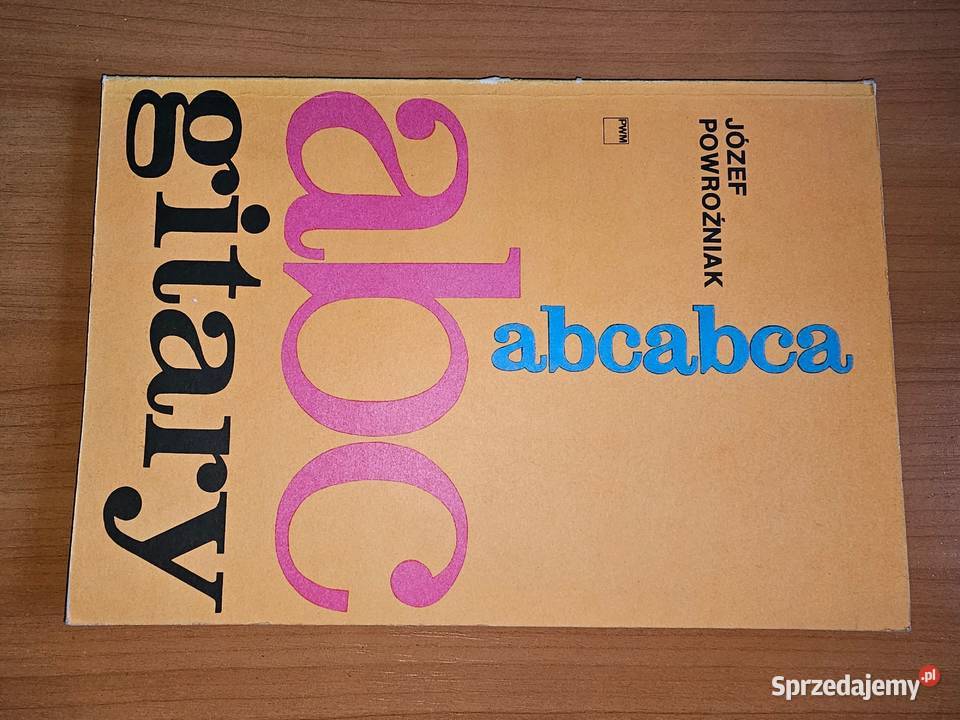 JÓZEF
POWROŹNIAK
PWM
abcabca
abc
gitary
Sprzedajemy.pl